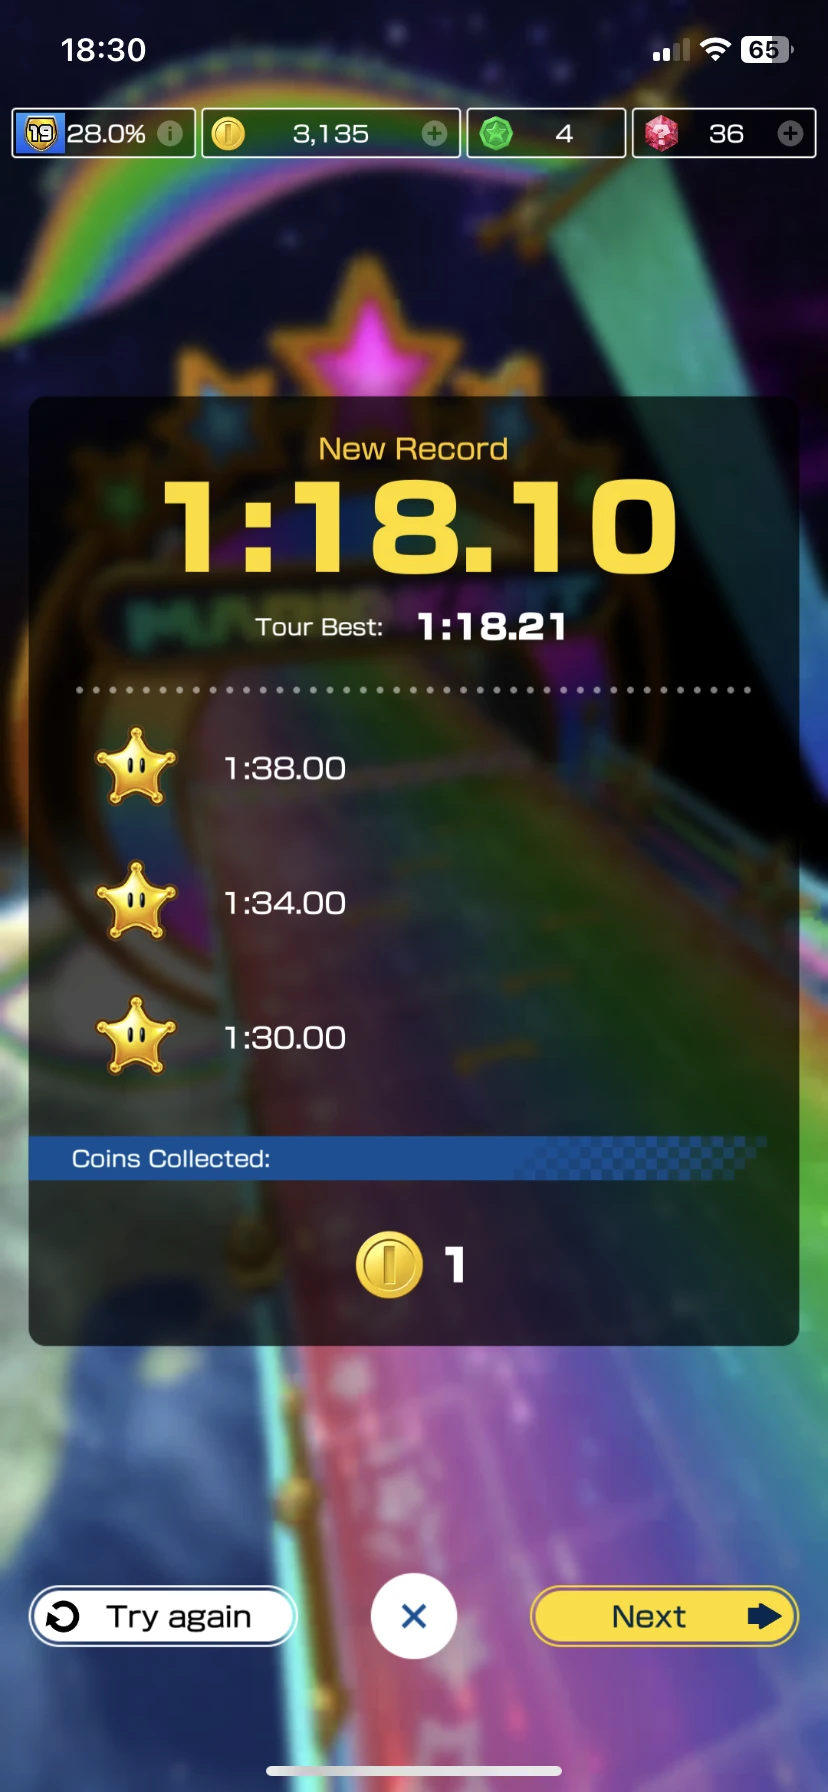 18:30
65
19 28.0% i 3,135 + 4 36 +
New Record
1:18.10
Tour Best: 1:18.21
1:38.00
1:34.00
1:30.00
Coins Collected:
1
Try again
Next